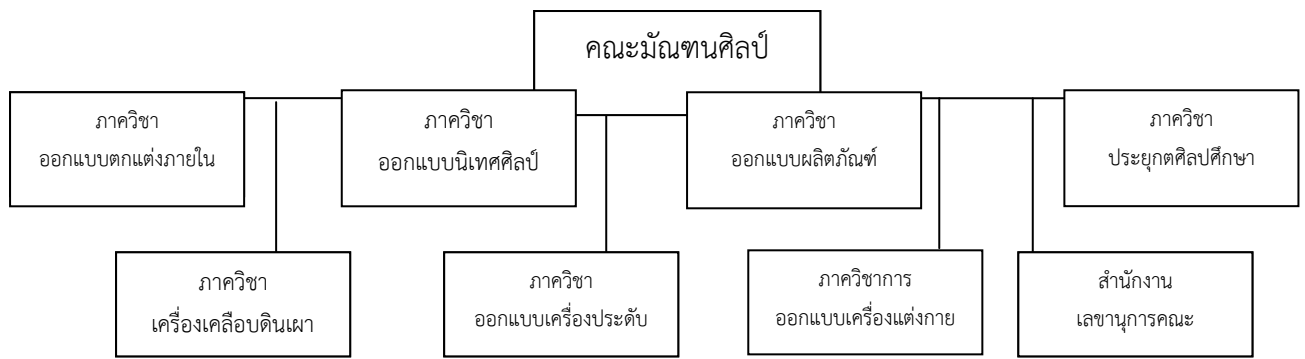 คณะมัณฑนศิลป์
ภาควิชา
ออกแบบตกแต่งภายใน
ภาควิชา
ออกแบบนิเทศศิลป์
ภาควิชา
ออกแบบผลิตภัณฑ์
ภาควิชา
ประยุกตศิลปศึกษา
ภาควิชา
เครื่องเคลือบดินเผา
ภาควิชา
ออกแบบเครื่องประดับ
ภาควิชาการ
ออกแบบเครื่องแต่งกาย
สำนักงาน
เลขานุการคณะ